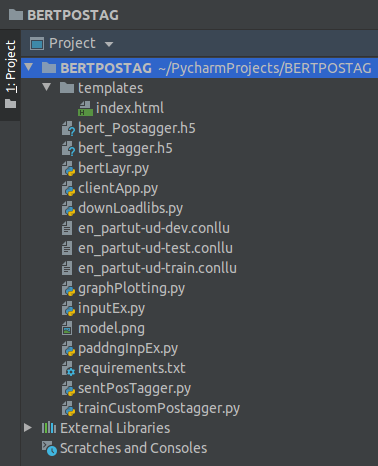 BERTPOSTAG
1: Project
Project
BERTPOSTAG ~/PycharmProjects/BERTPOSTAG
templates
index.html
bert_Postagger.h5
bert_tagger.h5
bertLayr.py
clientApp.py
downLoadlibs.py
en_partut-ud-dev.conllu
en_partut-ud-test.conllu
en_partut-ud-train.conllu
graphPlotting.py
inputEx.py
model.png
paddngInpEx.py
requirements.txt
sentPosTagger.py
trainCustomPostagger.py
External Libraries
Scratches and Consoles